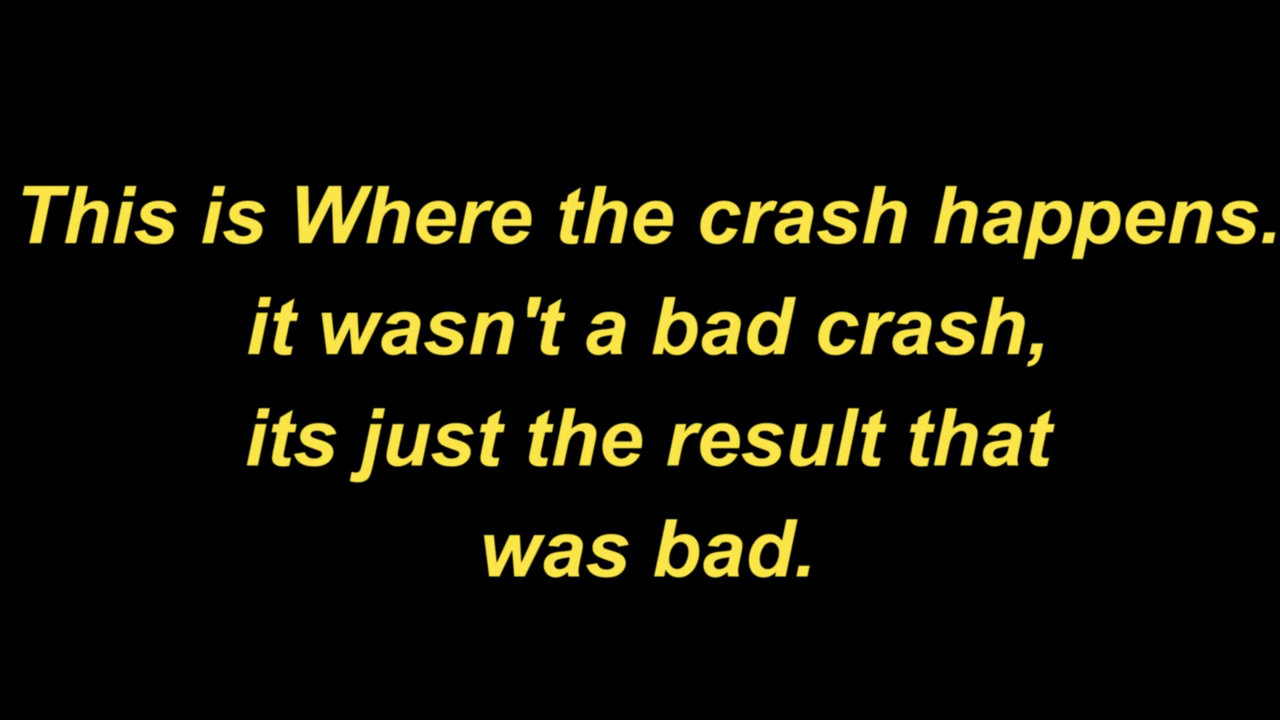 This is Where the crash happens.
it wasn't a bad crash,
its just the result that
was bad.